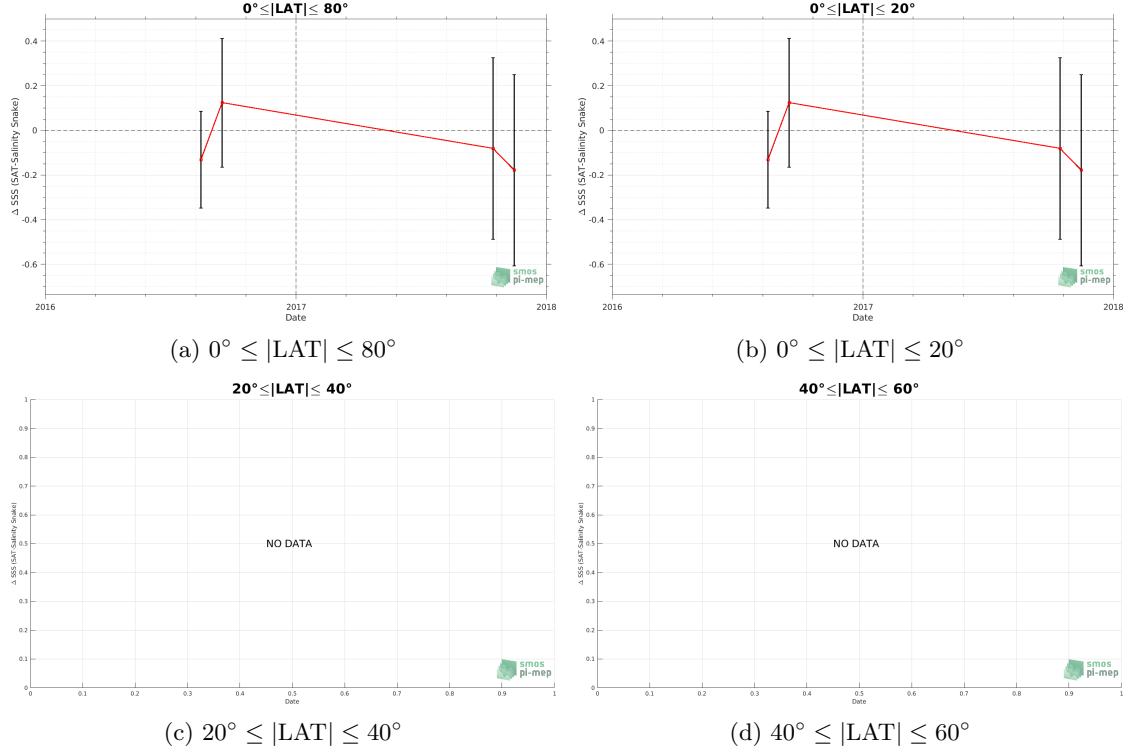 0°≤|LAT|≤ 80°
Δ SSS (SAT-Salinity Snake)
0.4
0.2
0
-0.2
-0.4
-0.6
smos
pi-mep
2016
2017
2018
Date
(a) 0° ≤ |LAT| ≤ 80°
0°≤|LAT|≤ 20°
Δ SSS (SAT-Salinity Snake)
0.4
0.2
0
-0.2
-0.4
-0.6
smos
pi-mep
2016
2017
2018
Date
(b) 0° ≤ |LAT| ≤ 20°
20°≤|LAT|≤ 40°
Δ SSS (SAT-Salinity Snake)
1
0.9
0.8
0.7
0.6
0.5
0.4
0.3
0.2
0.1
0
NO DATA
smos
pi-mep
0 0.1 0.2 0.3 0.4 0.5 0.6 0.7 0.8 0.9 1
Date
(c) 20° ≤ |LAT| ≤ 40°
40°≤|LAT|≤ 60°
Δ SSS (SAT-Salinity Snake)
1
0.9
0.8
0.7
0.6
0.5
0.4
0.3
0.2
0.1
0
NO DATA
smos
pi-mep
0 0.1 0.2 0.3 0.4 0.5 0.6 0.7 0.8 0.9 1
Date
(d) 40° ≤ |LAT| ≤ 60°